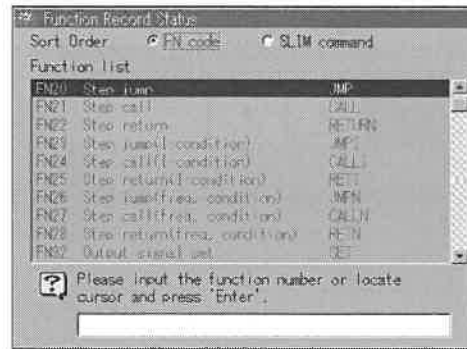 Function Record Status
Sort Order FN code SLIM command
Function list
FN20 Step jump JMP
FN21 Step call CALL
FN22 Step return RETURN
FN23 Step jump(I condition) JMPI
FN24 Step call(I condition) CALLI
FN25 Step return(I condition) RETI
FN26 Step jump(freq. condition) JMPN
FN27 Step call(freq. condition) CALLN
FN28 Step return(freq. condition) RETN
FN32 Output signal set SET
Please input the function number or locate
cursor and press 'Enter'.